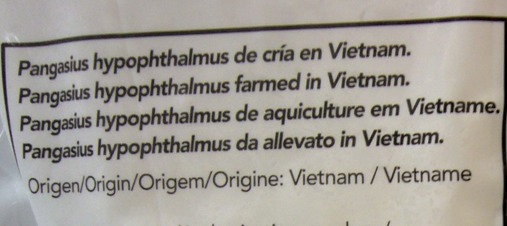 Pangasius hypophthalmus de cría en Vietnam.
Pangasius hypophthalmus farmed in Vietnam.
Pangasius hypophthalmus de aquiculture em Vietname.
Pangasius hypophthalmus da allevato in Vietnam.
Origen/Origin/Origem/Origine: Vietnam / Vietname